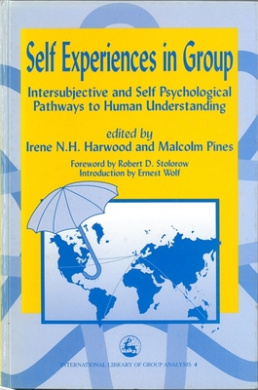 Self Experiences in Group
Intersubjective and Self Psychological
Pathways to Human Understanding
edited by
Irene N.H. Harwood and Malcolm Pines
Foreword by Robert D. Stolorow
Introduction by Ernest Wolf
INTERNATIONAL LIBRARY OF GROUP ANALYSIS 4